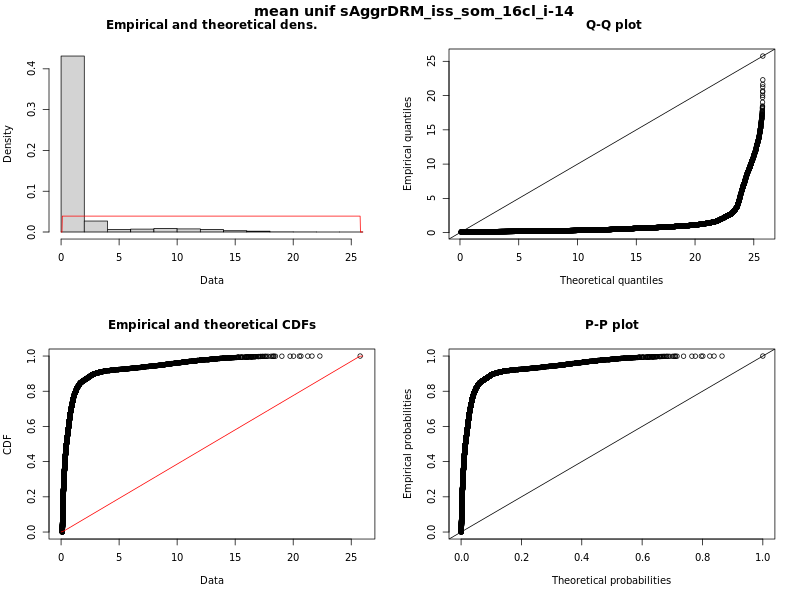 mean unif sAggrDRM_iss_som_16cl_i-14
Empirical and theoretical dens.
Density
0.0 0.1 0.2 0.3 0.4
0 5 10 15 20 25
Data
Q-Q plot
Empirical quantiles
0 5 10 15 20 25
0 5 10 15 20 25
Theoretical quantiles
Empirical and theoretical CDFs
CDF
0.0 0.2 0.4 0.6 0.8 1.0
0 5 10 15 20 25
Data
P-P plot
Empirical probabilities
0.0 0.2 0.4 0.6 0.8 1.0
0.0 0.2 0.4 0.6 0.8 1.0
Theoretical probabilities